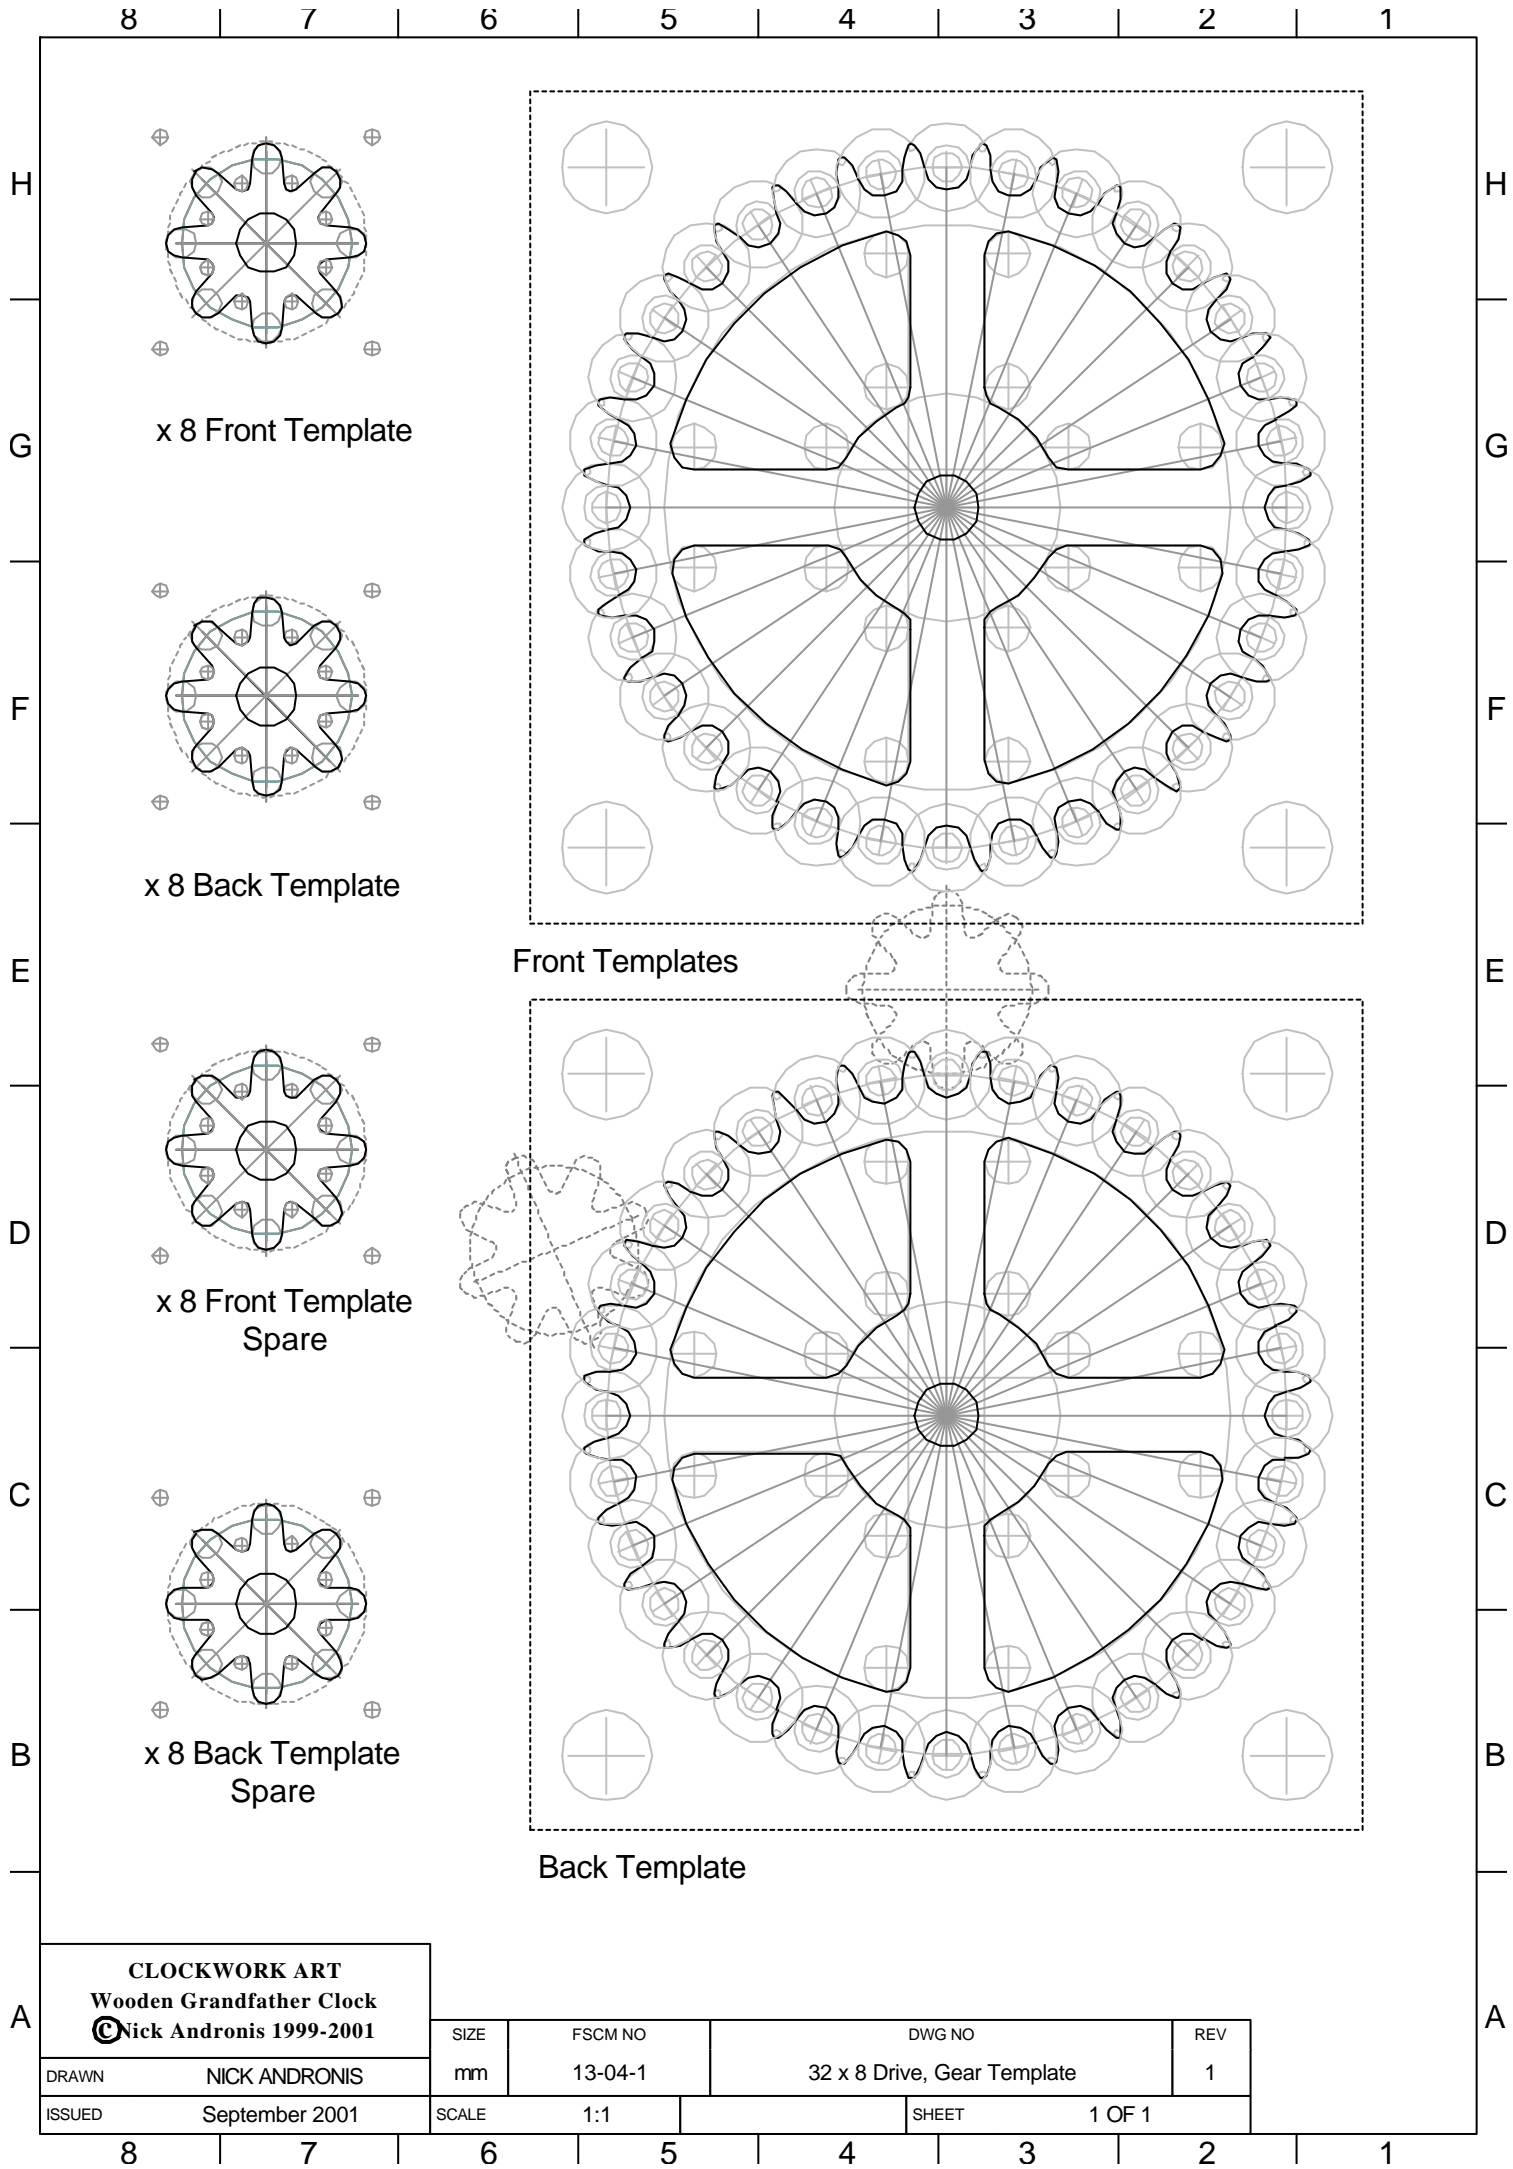 8 7 6 5 4 3 2 1
H H
x 8 Front Template
G G
F F
x 8 Back Template
Front Templates
E E
D D
x 8 Front Template
Spare
C C
x 8 Back Template
Spare
B B
Back Template
CLOCKWORK ART
Wooden Grandfather Clock
©Nick Andronis 1999-2001
A A
SIZE FSCM NO DWG NO REV
DRAWN NICK ANDRONIS mm 13-04-1 32 x 8 Drive, Gear Template 1
ISSUED September 2001 SCALE 1:1 SHEET 1 OF 1
8 7 6 5 4 3 2 1